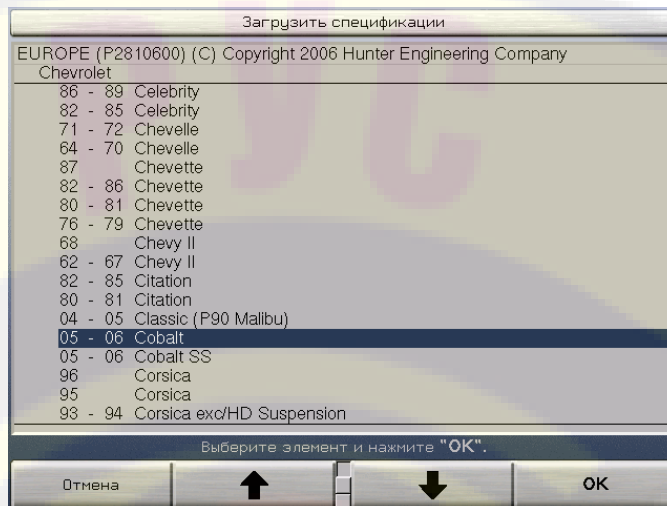 Загрузить спецификации
EUROPE (P2810600) (C) Copyright 2006 Hunter Engineering Company
Chevrolet
86 - 89 Celebrity
82 - 85 Celebrity
71 - 72 Chevelle
64 - 70 Chevelle
87 Chevette
82 - 86 Chevette
80 - 81 Chevette
76 - 79 Chevette
68 Chevy II
62 - 67 Chevy II
82 - 85 Citation
80 - 81 Citation
04 - 05 Classic (P90 Malibu)
05 - 06 Cobalt
05 - 06 Cobalt SS
96 Corsica
95 Corsica
93 - 94 Corsica exc/HD Suspension
Выберите элемент и нажмите "OK".
Отмена OK
РУС